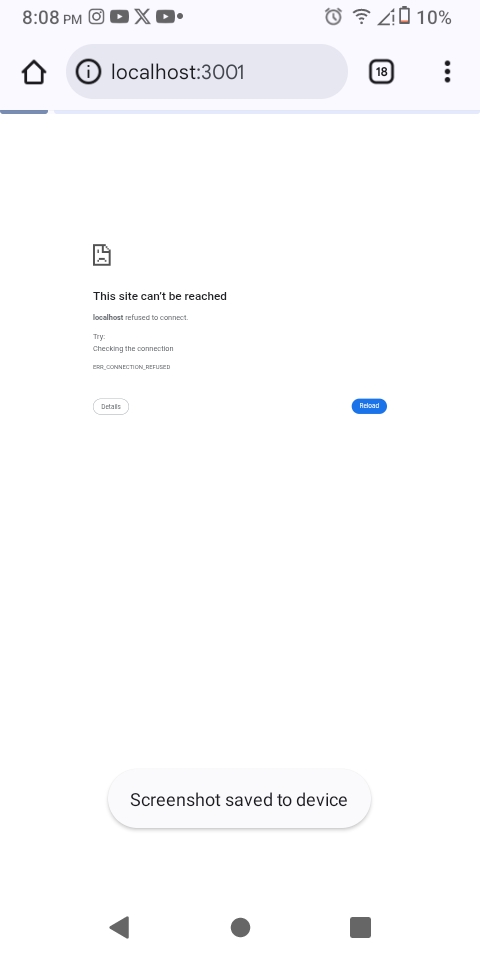 8:08 PM 10%
localhost:3001 18
This site can't be reached
localhost refused to connect.
Try:
Checking the connection
ERR_CONNECTION_REFUSED
Details Reload
Screenshot saved to device